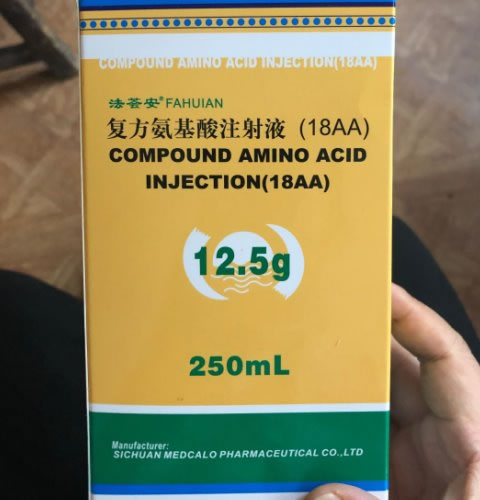 COMPOUND AMINO ACID INJECTION(18AA)
法荟安®FAHUIAN
复方氨基酸注射液 (18AA)
COMPOUND AMINO ACID
INJECTION(18AA)
12.5g
250mL
Manufacturer:
SICHUAN MEDCALO PHARMACEUTICAL CO.,LTD